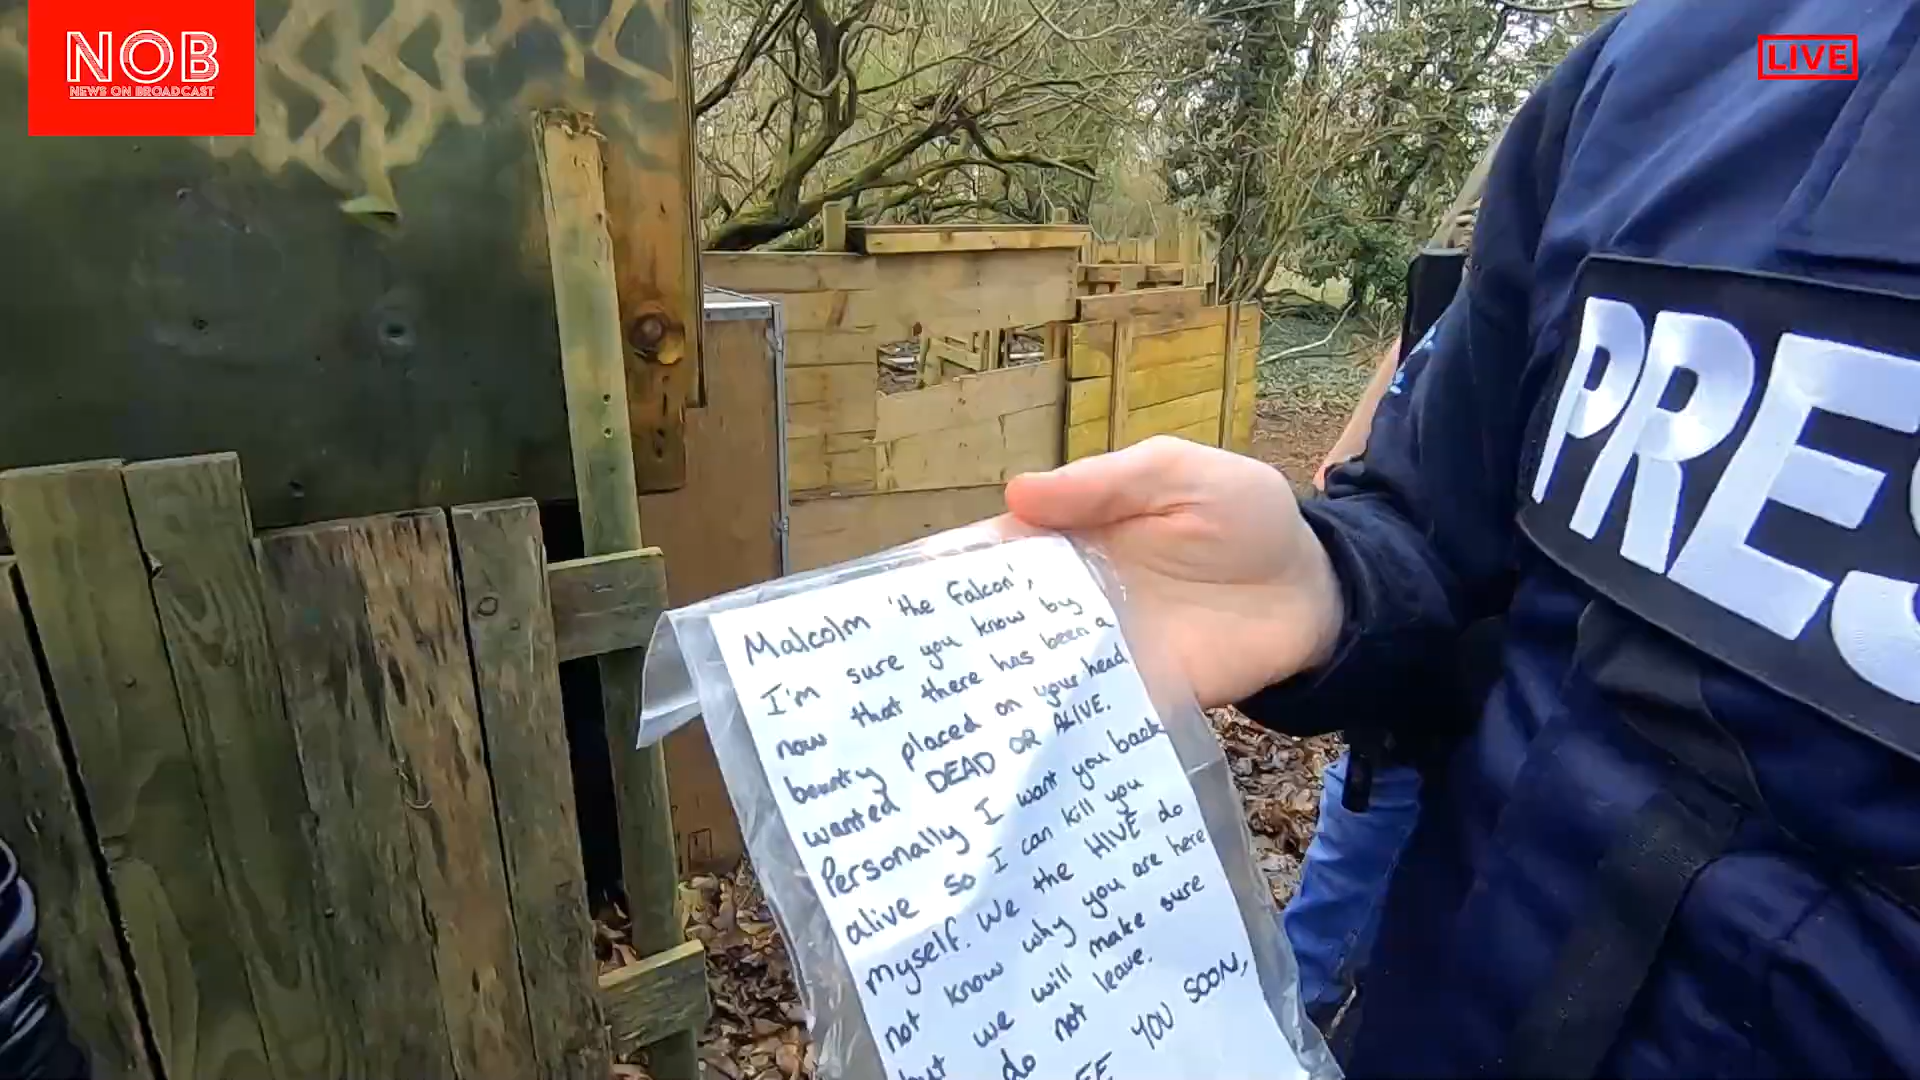 NOB
NEWS ON BROADCAST
LIVE
PRES
Malcolm 'the Falcon',
I'm sure you know by
now that there has been a
bounty placed on your head
wanted DEAD OR ALIVE.
Personally I want you back
alive so I can kill you
myself. We the HIVE do
not know why you are here
but we will make sure
do not leave.
EE YOU SOON,